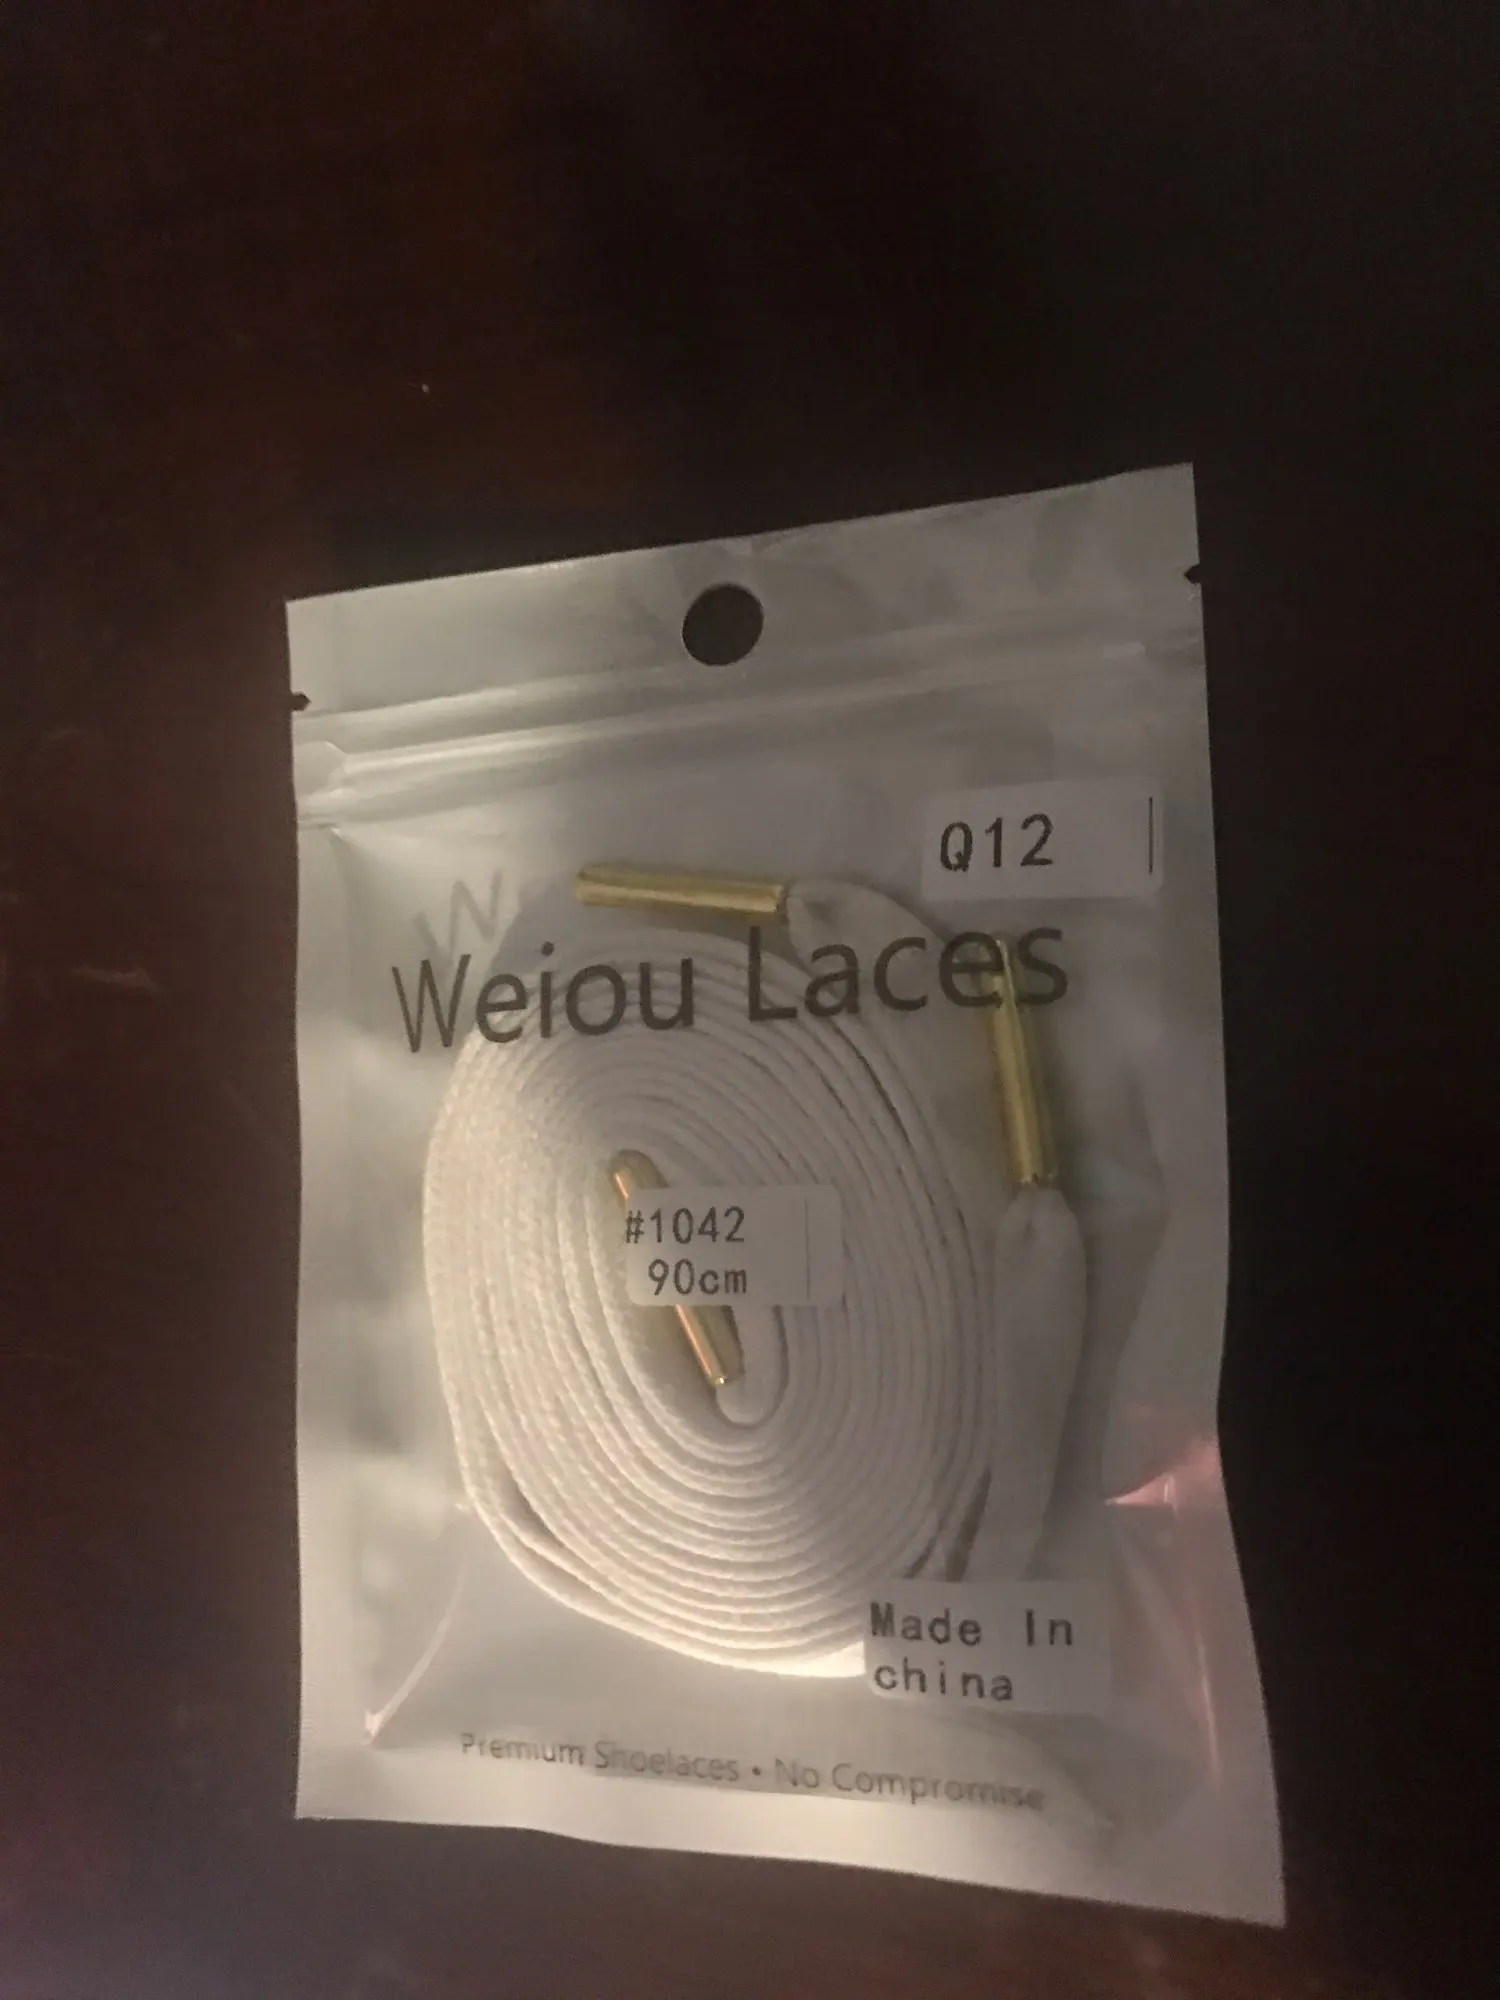 Q12
Weiou Laces
#1042
90cm
Made In
china
Premium Shoelaces • No Compromise